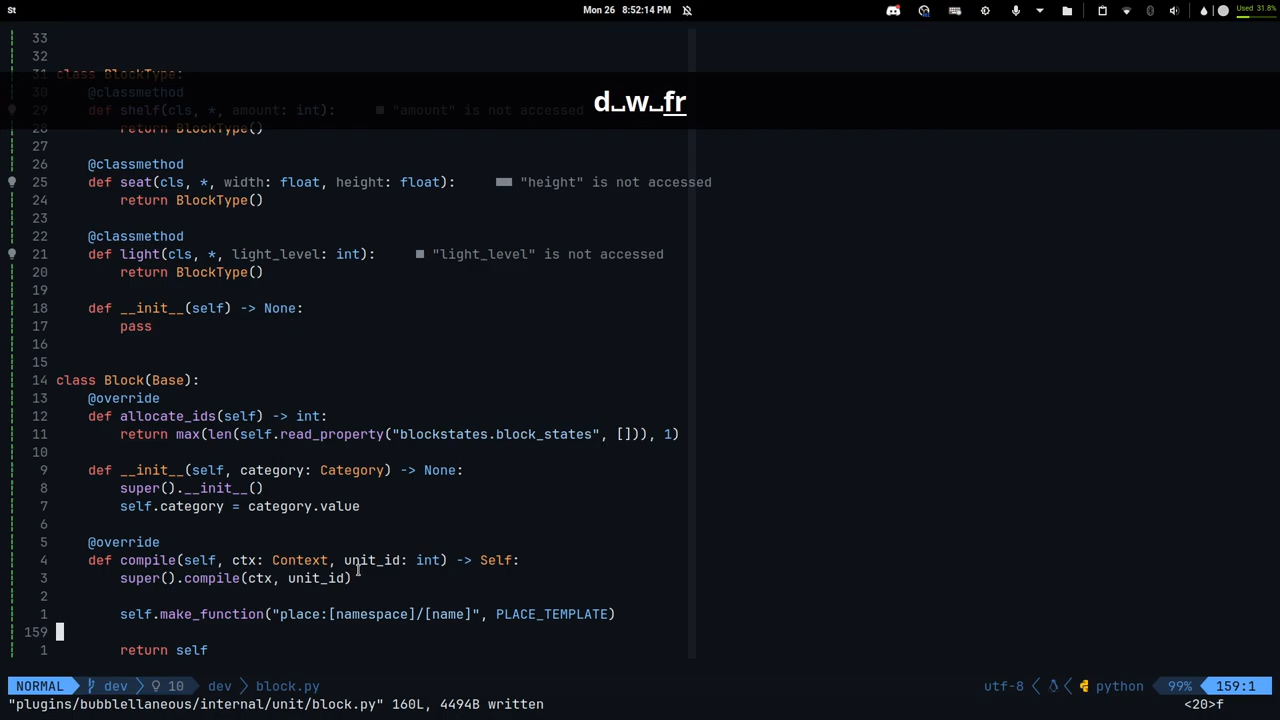 St Mon 26 8:52:14 PM Used 31.8%
33
32
31 class BlockType:
30 @classmethod
d␣w␣fr
29 def shelf(cls, *, amount: int): "amount" is not accessed
28 return BlockType()
27
26 @classmethod
25 def seat(cls, *, width: float, height: float): "height" is not accessed
24 return BlockType()
23
22 @classmethod
21 def light(cls, *, light_level: int): "light_level" is not accessed
20 return BlockType()
19
18 def __init__(self) -> None:
17 pass
16
15
14 class Block(Base):
13 @override
12 def allocate_ids(self) -> int:
11 return max(len(self.read_property("blockstates.block_states", [])), 1)
10
9 def __init__(self, category: Category) -> None:
8 super().__init__()
7 self.category = category.value
6
5 @override
4 def compile(self, ctx: Context, unit_id: int) -> Self:
3 super().compile(ctx, unit_id)
2
1 self.make_function("place:[namespace]/[name]", PLACE_TEMPLATE)
159
1 return self
NORMAL dev 10 dev block.py utf-8 python 99% 159:1
"plugins/bubblellaneous/internal/unit/block.py" 160L, 4494B written <20>f